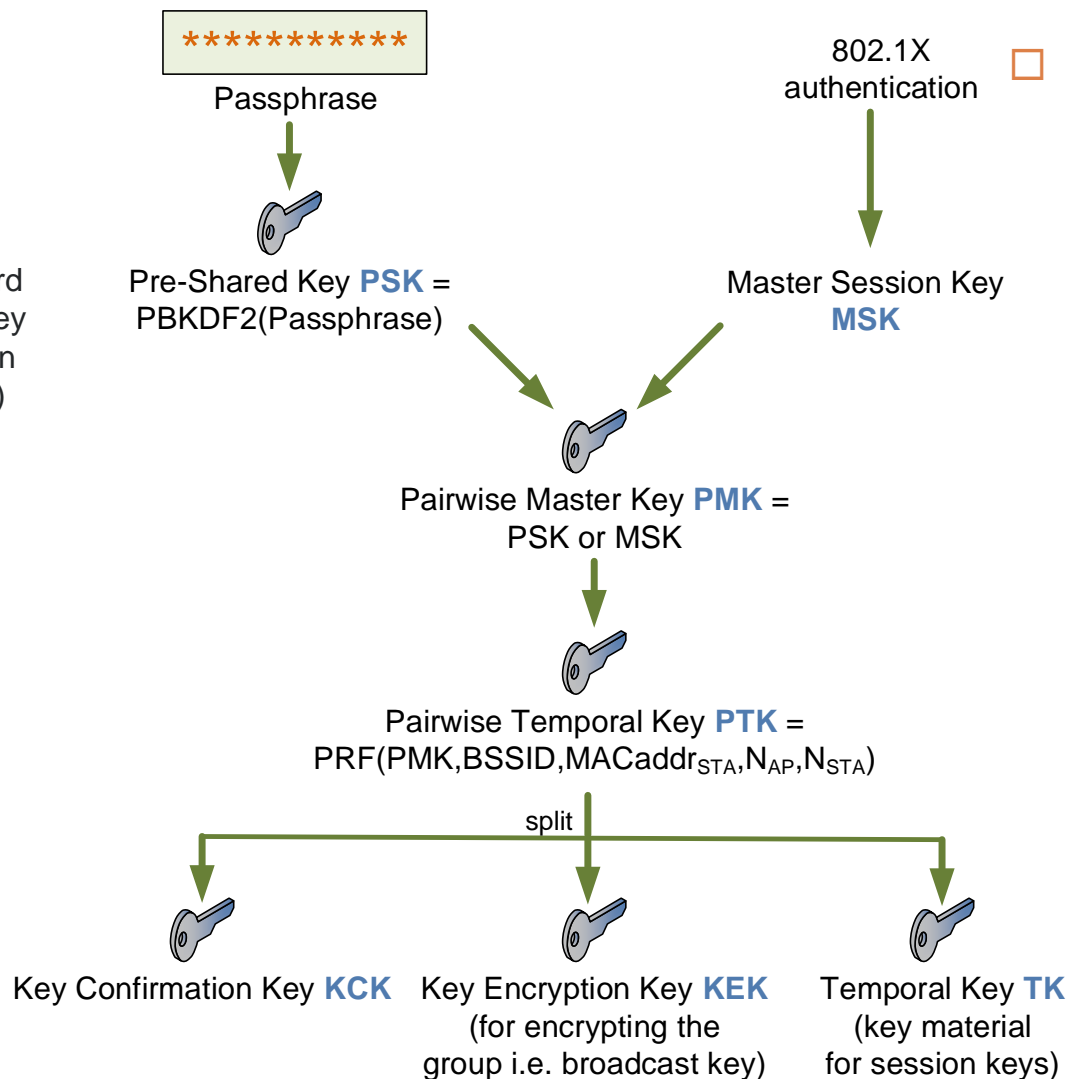 ***********
Passphrase
802.1X
authentication
rd
ey
n
)
Pre-Shared Key PSK =
PBKDF2(Passphrase)
Master Session Key
MSK
Pairwise Master Key PMK =
PSK or MSK
Pairwise Temporal Key PTK =
PRF(PMK,BSSID,MACaddrSTA,NAP,NSTA)
split
Key Confirmation Key KCK
Key Encryption Key KEK
(for encrypting the
group i.e. broadcast key)
Temporal Key TK
(key material
for session keys)